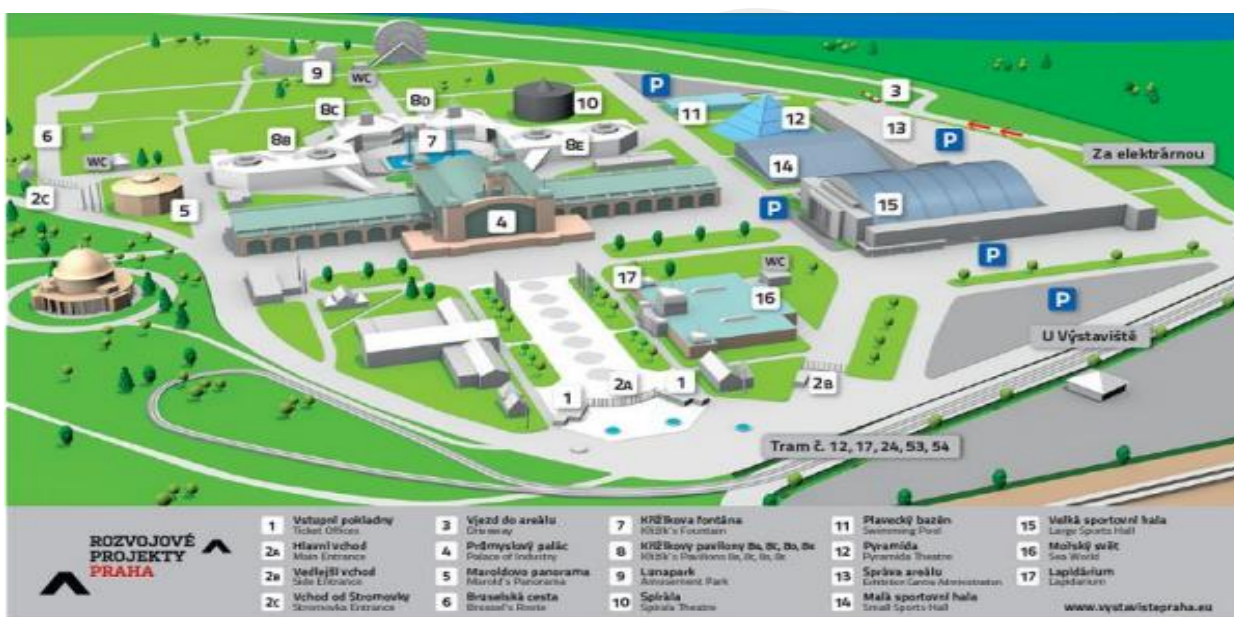 9
WC
P
3
8D
8C
10
11
12
13
6
8B
7
8E
P
Za elektrárnou
WC
14
2C
5
4
P
15
17
WC
P
16
P
U Výstaviště
2A
1
1
2B
Tram č. 12, 17, 24, 53, 54
ROZVOJOVÉ
PROJEKTY
PRAHA
1 Vstupní pokladny
Ticket Offices
2A Hlavní vchod
Main Entrance
2B Vedlejší vchod
Side Entrance
2C Vchod od Stromovky
Stromovka Entrance
3 Vjezd do areálu
Driveway
4 Průmyslový palác
Palace of Industry
5 Maroldovo panorama
Marold's Panorama
6 Bruselská cesta
Brussel's Route
7 Křižíkova fontána
Křižík's Fountain
8 Křižíkovy pavilony 8B, 8C, 8D, 8E
Křižík's Pavilions 8B, 8C, 8D, 8E
9 Lunapark
Amusement Park
10 Spirála
Spirala Theatre
11 Plavecký bazén
Swimming Pool
12 Pyramida
Pyramida Theatre
13 Správa areálu
Exhibition Centre Administration
14 Malá sportovní hala
Small Sports Hall
15 Velká sportovní hala
Large Sports Hall
16 Mořský svět
Sea World
17 Lapidárium
Lapidarium
www.vystavistepraha.eu